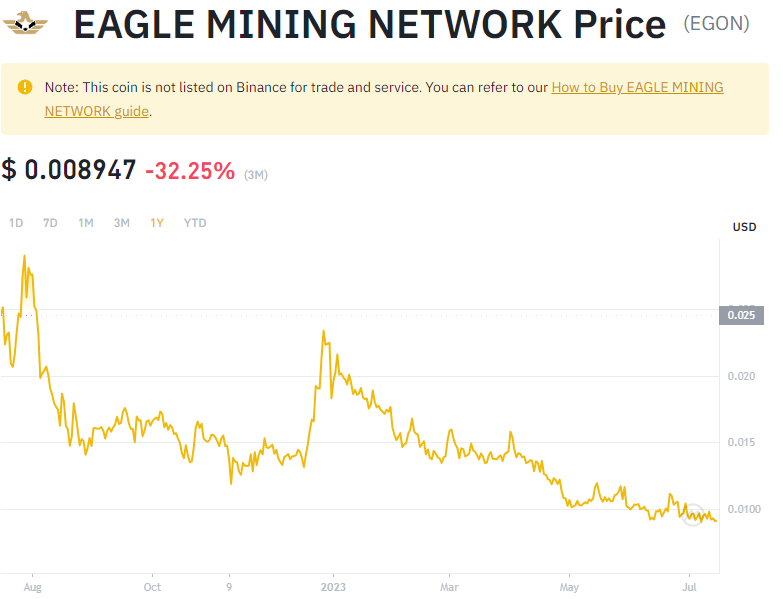 EAGLE MINING NETWORK Price (EGON)
Note: This coin is not listed on Binance for trade and service. You can refer to our How to Buy EAGLE MINING
NETWORK guide.
$ 0.008947 -32.25% (3M)
1D 7D 1M 3M 1Y YTD
USD
0.025
0.020
0.015
0.0100
Aug Oct 9 2023 Mar May Jul